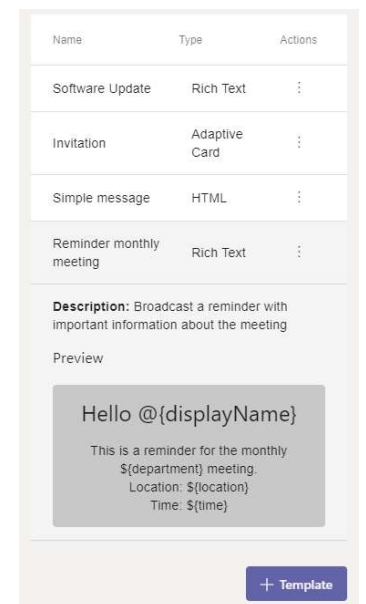 Name Type Actions
Software Update Rich Text
Invitation Adaptive
Card
Simple message HTML
Reminder monthly
meeting Rich Text
Description: Broadcast a reminder with
important information about the meeting
Preview
Hello @{displayName}
This is a reminder for the monthly
${department} meeting.
Location: ${location}
Time: ${time}
+ Template